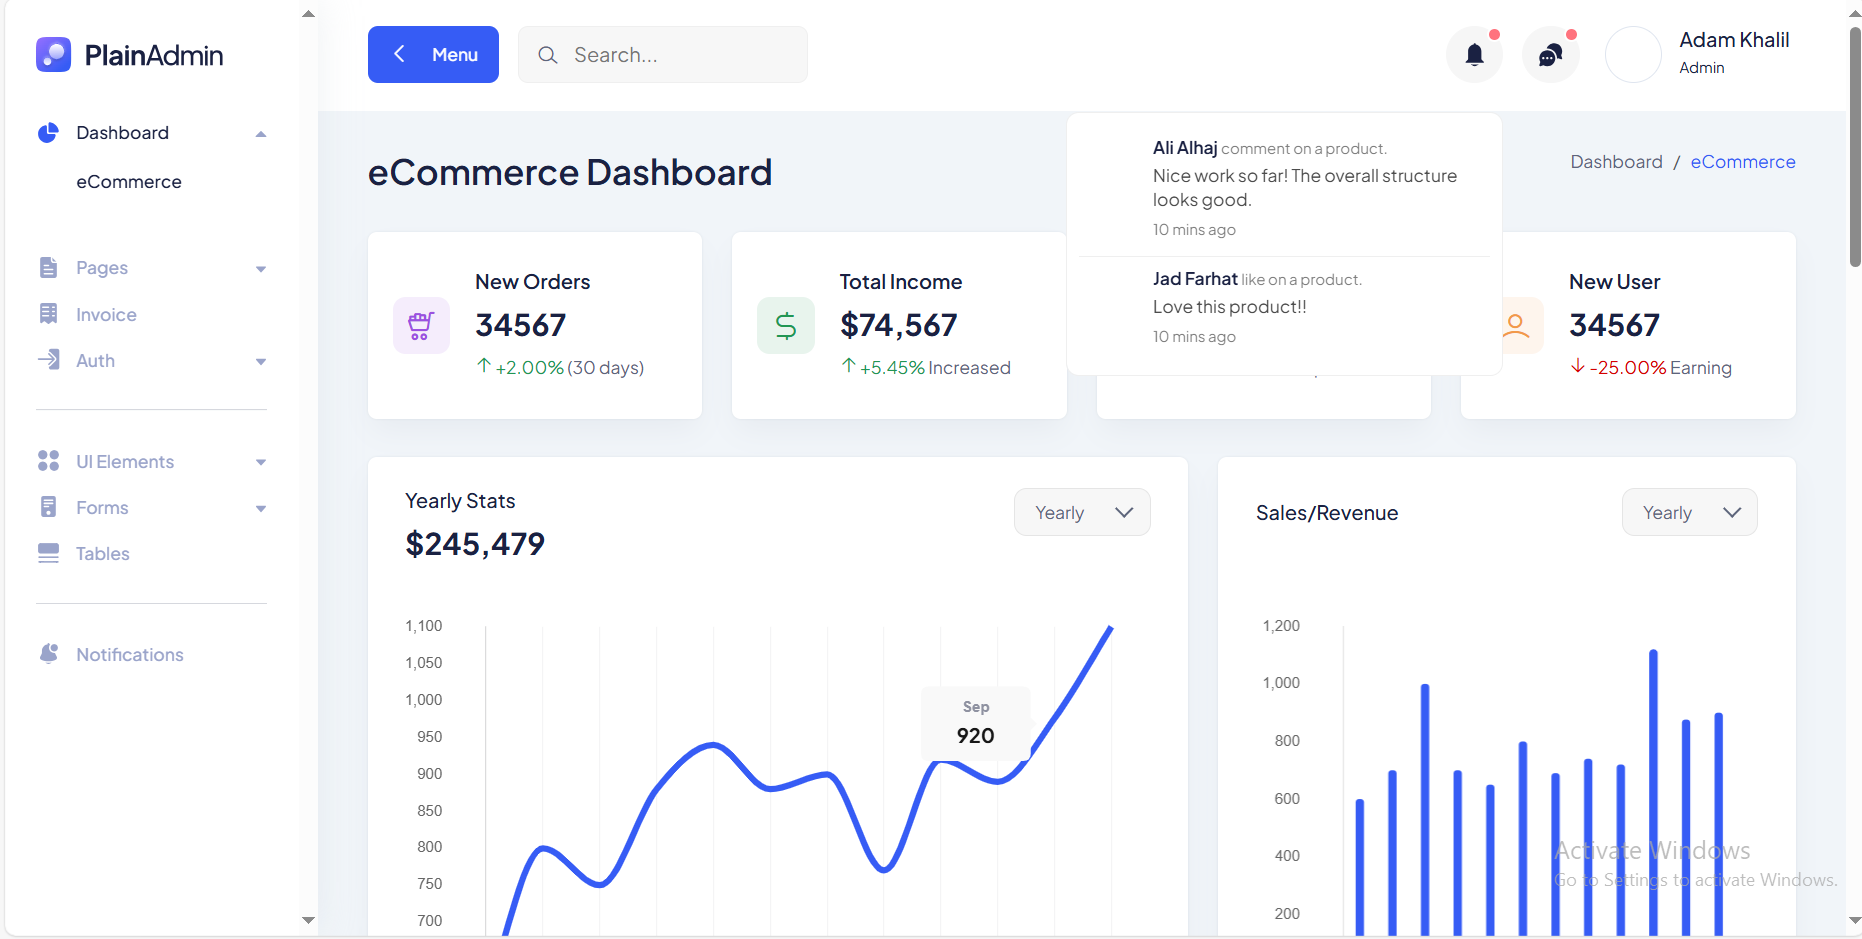 PlainAdmin
Menu
Search...
Adam Khalil
Admin
Dashboard
eCommerce
Pages
Invoice
Auth
UI Elements
Forms
Tables
Notifications
eCommerce Dashboard
Dashboard / eCommerce
Ali Alhaj comment on a product.
Nice work so far! The overall structure
looks good.
10 mins ago
Jad Farhat like on a product.
Love this product!!
10 mins ago
New Orders
34567
+2.00% (30 days)
Total Income
$74,567
+5.45% Increased
New User
34567
-25.00% Earning
Yearly Stats
$245,479
Yearly
1,100
1,050
1,000
950
900
850
800
750
700
Sep
920
Sales/Revenue
Yearly
1,200
1,000
800
600
400
200
Activate Windows
Go to Settings to activate Windows.